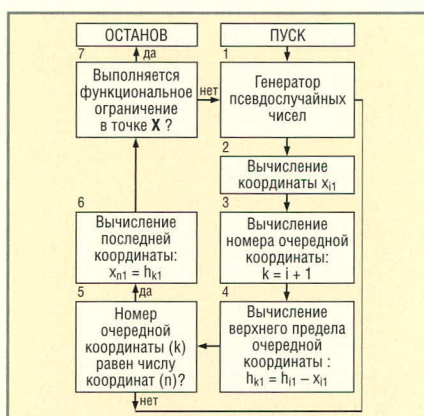 ОСТАНОВ
ПУСК
7
да
1
Выполняется
функциональное
ограничение
в точке X ?
нет
Генератор
псевдослучайных
чисел
2
Вычисление
координаты xi1
6
3
Вычисление
последней
координаты:
xn1 = hk1
Вычисление
номера очередной
координаты:
k = i + 1
5
да
4
Номер
очередной
координаты (k)
равен числу
координат (n)?
Вычисление
верхнего предела
очередной
координаты :
hk1 = hi1 – xi1
нет